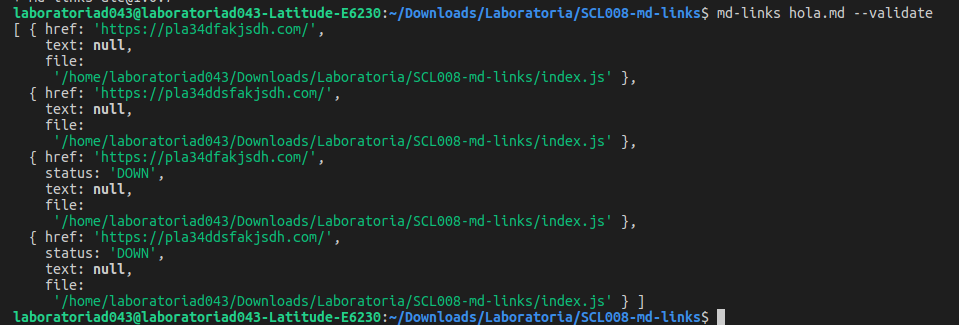 laboratoriad043@laboratoriad043-Latitude-E6230:~/Downloads/Laboratoria/SCL008-md-links$ md-links hola.md --validate
[ { href: 'https://pla34dfakjsdh.com/',
text: null,
file:
'/home/laboratoriad043/Downloads/Laboratoria/SCL008-md-links/index.js' },
{ href: 'https://pla34ddsfakjsdh.com/',
text: null,
file:
'/home/laboratoriad043/Downloads/Laboratoria/SCL008-md-links/index.js' },
{ href: 'https://pla34dfakjsdh.com/',
status: 'DOWN',
text: null,
file:
'/home/laboratoriad043/Downloads/Laboratoria/SCL008-md-links/index.js' },
{ href: 'https://pla34ddsfakjsdh.com/',
status: 'DOWN',
text: null,
file:
'/home/laboratoriad043/Downloads/Laboratoria/SCL008-md-links/index.js' } ]
laboratoriad043@laboratoriad043-Latitude-E6230:~/Downloads/Laboratoria/SCL008-md-links$